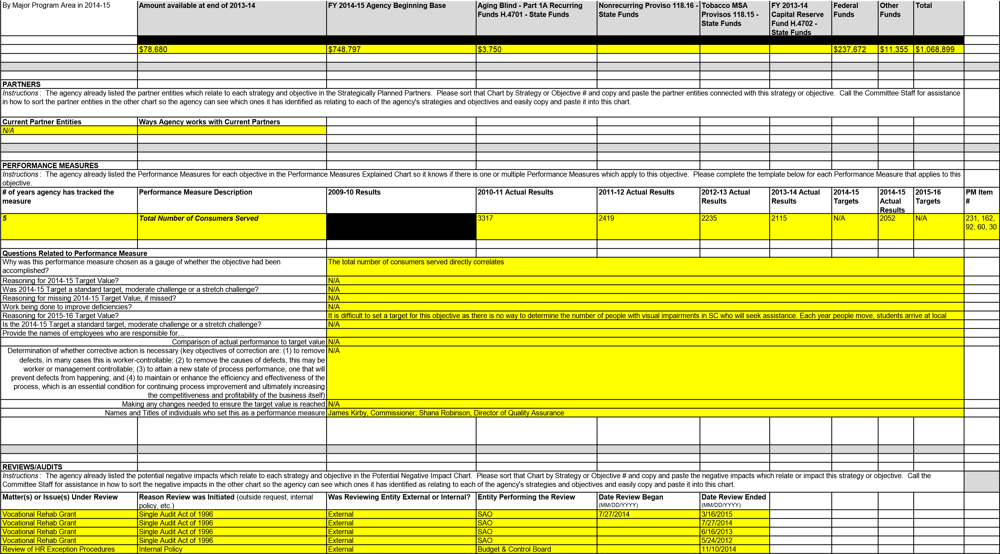 By Major Program Area in 2014-15
Amount available at end of 2013-14
FY 2014-15 Agency Beginning Base
Aging Blind - Part 1A Recurring
Funds H.4701 - State Funds
Nonrecurring Proviso 118.16 -
State Funds
Tobacco MSA
Provisos 118.15 -
State Funds
FY 2013-14
Capital Reserve
Fund H.4702 -
State Funds
Federal
Funds
Other
Funds
Total
$78,680
$748,797
$3,750
$237,672
$11,355
$1,068,899
PARTNERS
Instructions : The agency already listed the partner entities which relate to each strategy and objective in the Strategically Planned Partners. Please sort that Chart by Strategy or Objective # and copy and paste the partner entities connected with this strategy or objective. Call the Committee Staff for assistance
in how to sort the partner entities in the other chart so the agency can see which ones it has identified as relating to each of the agency's strategies and objectives and easily copy and paste it into this chart.
Current Partner Entities
Ways Agency works with Current Partners
N/A
PERFORMANCE MEASURES
Instructions : The agency already listed the Performance Measures for each objective in the Performance Measures Explained Chart so it knows if there is one or multiple Performance Measures which apply to this objective. Please complete the template below for each Performance Measure that applies to this
objective.
# of years agency has tracked the
measure
Performance Measure Description
2009-10 Results
2010-11 Actual Results
2011-12 Actual Results
2012-13 Actual
Results
2013-14 Actual
Results
2014-15
Targets
2014-15
Actual
Results
2015-16
Targets
PM Item
#
5
Total Number of Consumers Served
3317
2419
2235
2115
N/A
2052
N/A
231, 162,
92, 60, 30
Questions Related to Performance Measure
Why was this performance measure chosen as a gauge of whether the objective had been
accomplished?
The total number of consumers served directly correlates
Reasoning for 2014-15 Target Value?
N/A
Was 2014-15 Target a standard target, moderate challenge or a stretch challenge?
N/A
Reasoning for missing 2014-15 Target Value, if missed?
N/A
Work being done to improve deficiencies?
N/A
Reasoning for 2015-16 Target Value?
It is difficult to set a target for this objective as there is no way to determine the number of people with visual impairments in SC who will seek assistance. Each year people move, students arrive at local
Is the 2014-15 Target a standard target, moderate challenge or a stretch challenge?
N/A
Provide the names of employees who are responsible for…
Comparison of actual performance to target value
N/A
Determination of whether corrective action is necessary (key objectives of correction are: (1) to remove
defects, in many cases this is worker-controllable; (2) to remove the causes of defects, this may be
worker or management controllable; (3) to attain a new state of process performance, one that will
prevent defects from happening; and (4) to maintain or enhance the efficiency and effectiveness of the
process, which is an essential condition for continuing process improvement and ultimately increasing
the competitiveness and profitability of the business itself)
N/A
Making any changes needed to ensure the target value is reached
N/A
Names and Titles of individuals who set this as a performance measure
James Kirby, Commissioner; Shana Robinson, Director of Quality Assurance
REVIEWS/AUDITS
Instructions : The agency already listed the potential negative impacts which relate to each strategy and objective in the Potential Negative Impact Chart. Please sort that Chart by Strategy or Objective # and copy and paste the negative impacts which relate or impact this strategy or objective. Call the
Committee Staff for assistance in how to sort the negative impacts in the other chart so the agency can see which ones it has identified as relating to each of the agency's strategies and objectives and easily copy and paste it into this chart.
Matter(s) or Issue(s) Under Review
Reason Review was Initiated (outside request, internal
policy, etc.)
Was Reviewing Entity External or Internal?
Entity Performing the Review
Date Review Began
(MM/DD/YYYY)
Date Review Ended
(MM/DD/YYYY)
Vocational Rehab Grant
Single Audit Act of 1996
External
SAO
7/27/2014
3/16/2015
Vocational Rehab Grant
Single Audit Act of 1996
External
SAO
7/27/2014
Vocational Rehab Grant
Single Audit Act of 1996
External
SAO
6/16/2013
Vocational Rehab Grant
Single Audit Act of 1996
External
SAO
5/24/2012
Review of HR Exception Procedures
Internal Policy
External
Budget & Control Board
11/10/2014